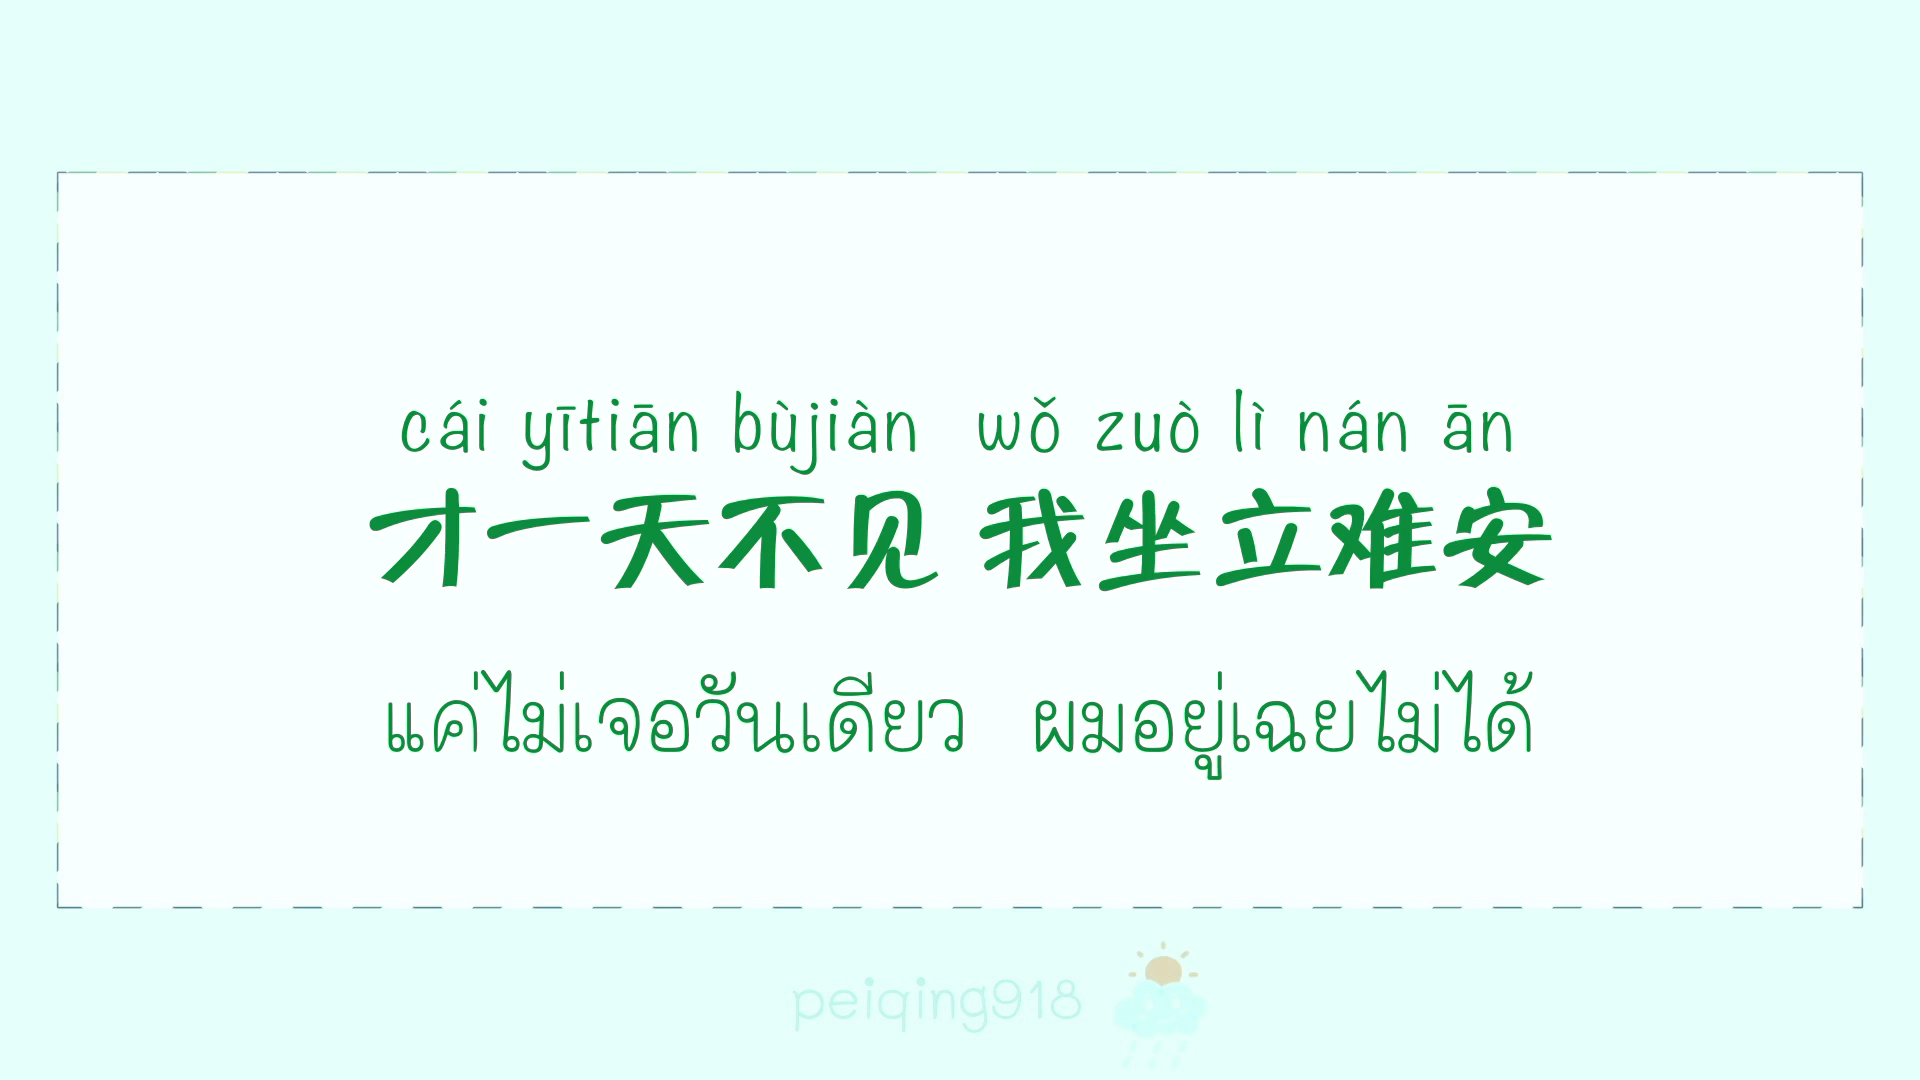 cái yītiān bùjiàn  wǒ zuò lì nán ān
才一天不见 我坐立难安
แค่ไม่เจอวันเดียว  ผมอยู่เฉยไม่ได้
peiqing918